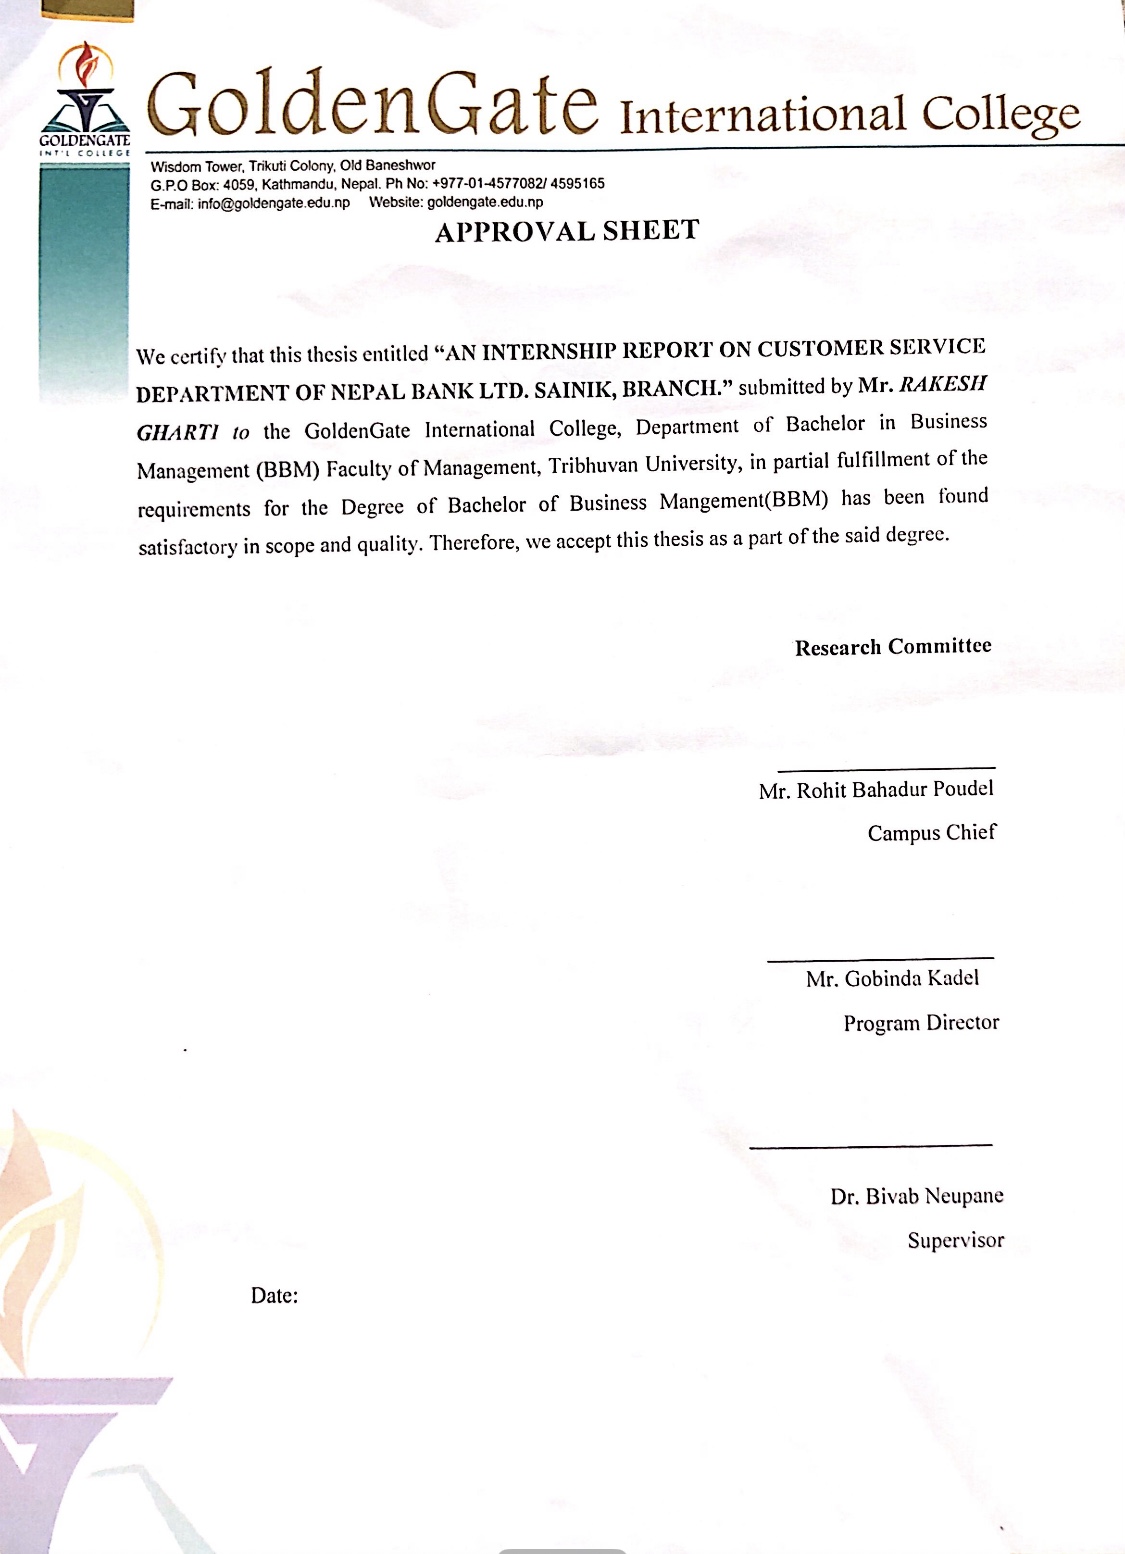 GOLDENGATE
INT'L COLLEGE
GoldenGate International College
Wisdom Tower, Trikuti Colony, Old Baneshwor
G.P.O Box: 4059, Kathmandu, Nepal. Ph No: +977-01-4577082/ 4595165
E-mail: info@goldengate.edu.np Website: goldengate.edu.np
APPROVAL SHEET
We certify that this thesis entitled “AN INTERNSHIP REPORT ON CUSTOMER SERVICE
DEPARTMENT OF NEPAL BANK LTD. SAINIK, BRANCH.” submitted by Mr. RAKESH
GHARTI to the GoldenGate International College, Department of Bachelor in Business
Management (BBM) Faculty of Management, Tribhuvan University, in partial fulfillment of the
requirements for the Degree of Bachelor of Business Mangement(BBM) has been found
satisfactory in scope and quality. Therefore, we accept this thesis as a part of the said degree.
Research Committee
Mr. Rohit Bahadur Poudel
Campus Chief
Mr. Gobinda Kadel
Program Director
Dr. Bivab Neupane
Supervisor
Date: